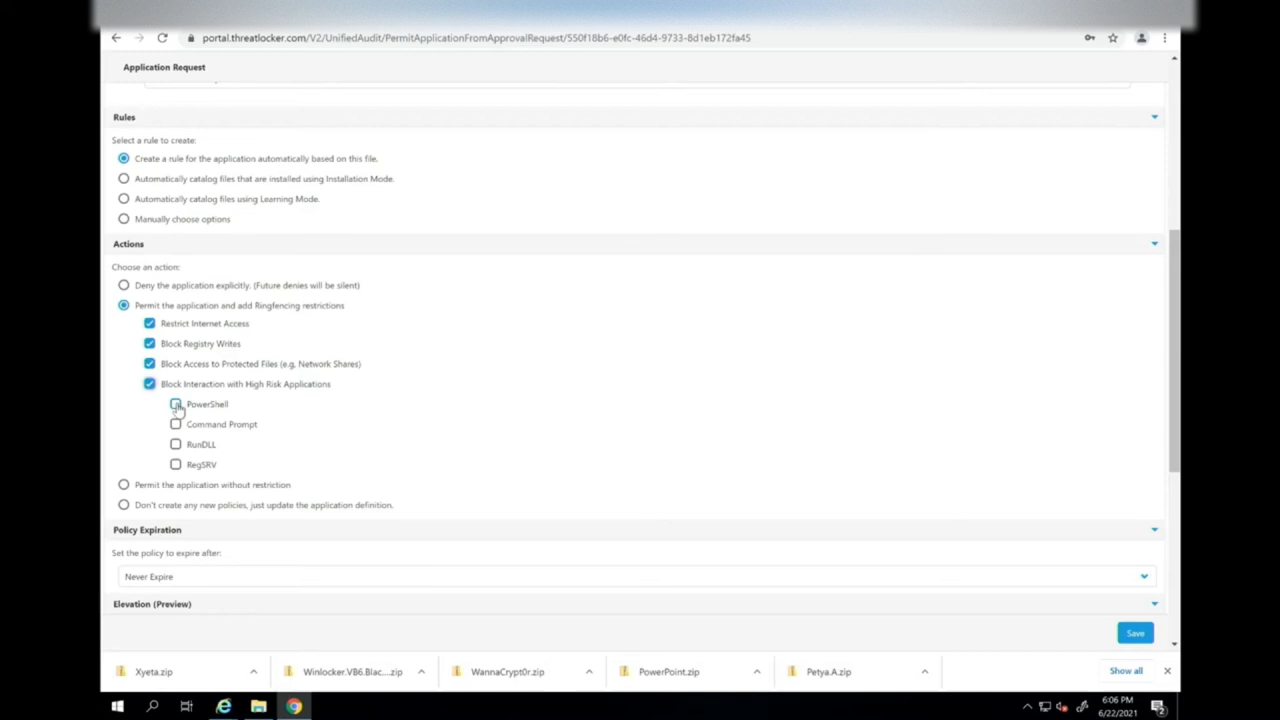 portal.threatlocker.com/V2/UnifiedAudit/PermitApplicationFromApprovalRequest/550f18b6-e0fc-46d4-9733-8d1eb172fa45
Application Request
Rules
Select a rule to create:
Create a rule for the application automatically based on this file.
Automatically catalog files that are installed using Installation Mode.
Automatically catalog files using Learning Mode.
Manually choose options
Actions
Choose an action:
Deny the application explicitly. (Future denies will be silent)
Permit the application and add Ringfencing restrictions
Restrict Internet Access
Block Registry Writes
Block Access to Protected Files (e.g, Network Shares)
Block Interaction with High Risk Applications
PowerShell
Command Prompt
RunDLL
RegSRV
Permit the application without restriction
Don't create any new policies, just update the application definition.
Policy Expiration
Set the policy to expire after:
Never Expire
Elevation (Preview)
Save
Xyeta.zip
Winlocker.VB6.Blac....zip
WannaCrypt0r.zip
PowerPoint.zip
Petya.A.zip
Show all
6:06 PM
6/22/2021
2